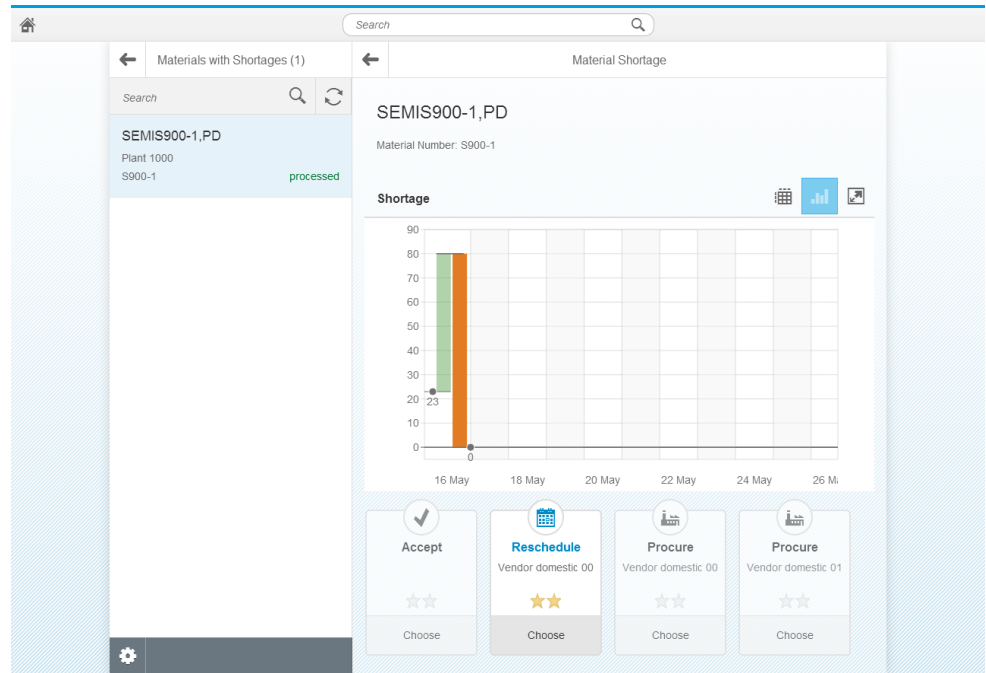 Search
Materials with Shortages (1)
Material Shortage
Search
SEMIS900-1,PD
Plant 1000
S900-1
processed
SEMIS900-1,PD
Material Number: S900-1
Shortage
90
80
70
60
50
40
30
20
10
0
23
0
16 May
18 May
20 May
22 May
24 May
26 Ma
Accept
Reschedule
Procure
Procure
Vendor domestic 00
Vendor domestic 00
Vendor domestic 01
Choose
Choose
Choose
Choose